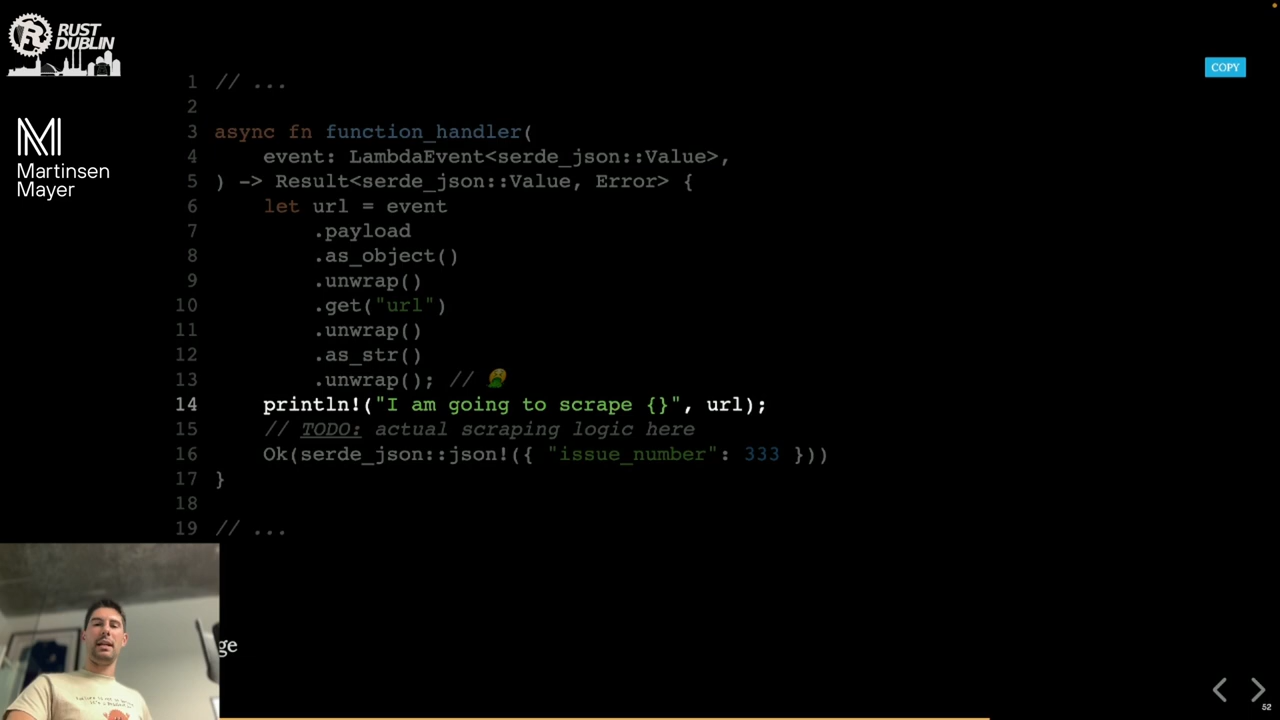 RUST
DUBLIN
Martinsen
Mayer
COPY
1 // ...
2
3 async fn function_handler(
4 event: LambdaEvent<serde_json::Value>,
5 ) -> Result<serde_json::Value, Error> {
6 let url = event
7 .payload
8 .as_object()
9 .unwrap()
10 .get("url")
11 .unwrap()
12 .as_str()
13 .unwrap(); // 🤮
14 println!("I am going to scrape {}", url);
15 // TODO: actual scraping logic here
16 Ok(serde_json::json!({ "issue_number": 333 }))
17 }
18
19 // ...
ge
52